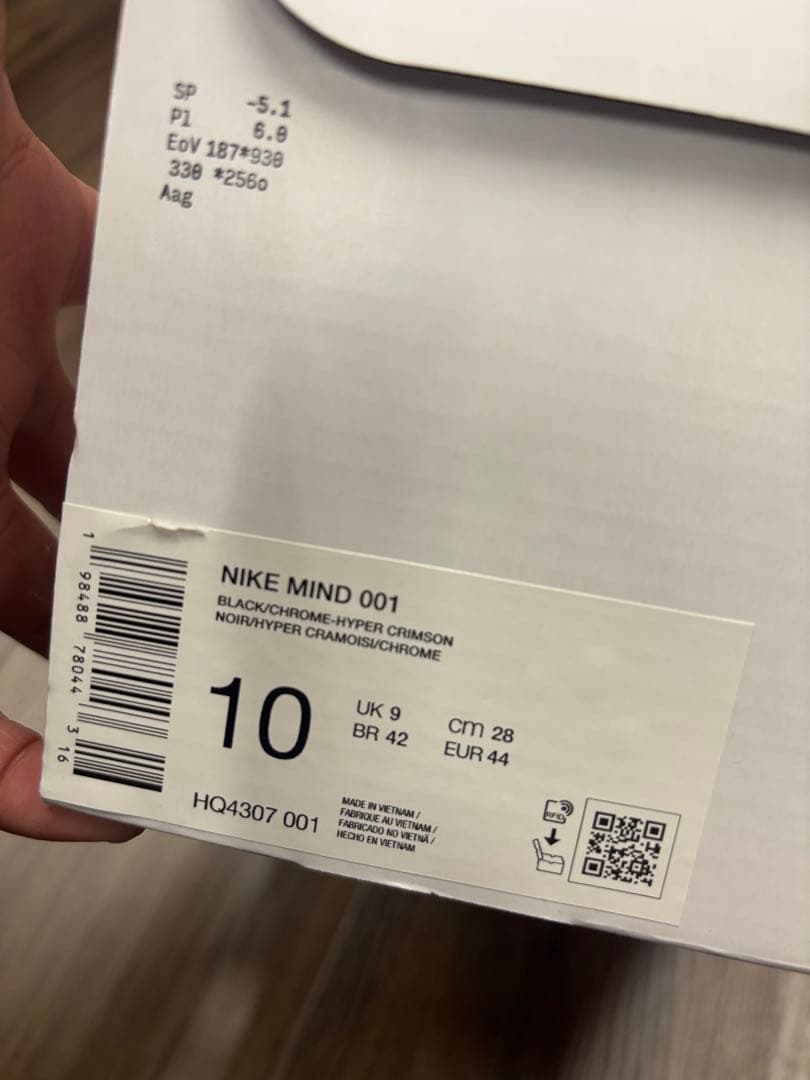 SP -5.1
P1 6.0
EoV 187*930
330 *256o
Aag
NIKE MIND 001
BLACK/CHROME-HYPER CRIMSON
NOIR/HYPER CRAMOISI/CHROME
10
UK 9
BR 42
cm 28
EUR 44
HQ4307 001
MADE IN VIETNAM /
FABRIQUE AU VIETNAM /
FABRICADO NO VIETNÃ /
HECHO EN VIETNAM
RFID
1 98488 78044 3 16